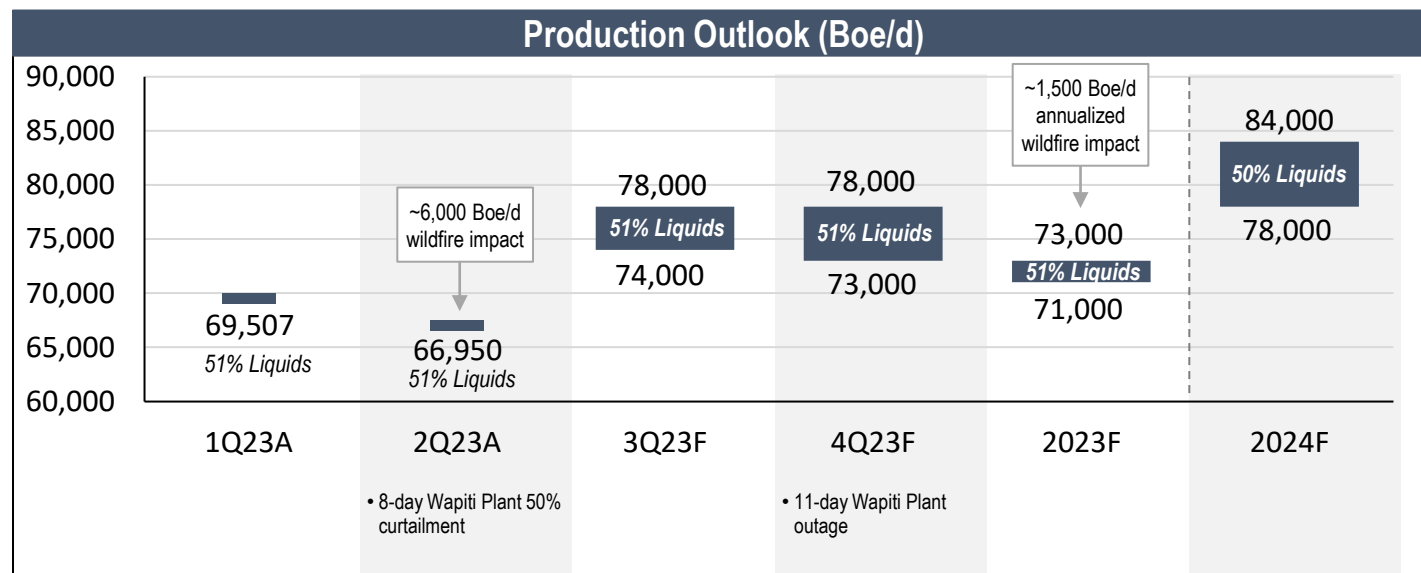 Production Outlook (Boe/d)
90,000
85,000
80,000
75,000
70,000
65,000
60,000
69,507
51% Liquids
~6,000 Boe/d
wildfire impact
66,950
51% Liquids
78,000
51% Liquids
74,000
78,000
51% Liquids
73,000
~1,500 Boe/d
annualized
wildfire impact
73,000
51% Liquids
71,000
84,000
50% Liquids
78,000
1Q23A
2Q23A
3Q23F
4Q23F
2023F
2024F
• 8-day Wapiti Plant 50%
curtailment
• 11-day Wapiti Plant
outage